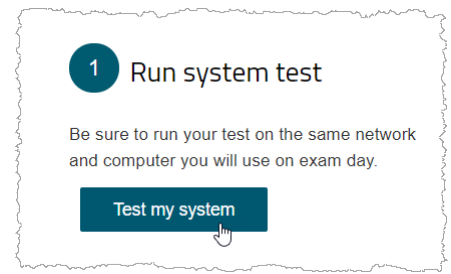 1 Run system test
Be sure to run your test on the same network
and computer you will use on exam day.
Test my system